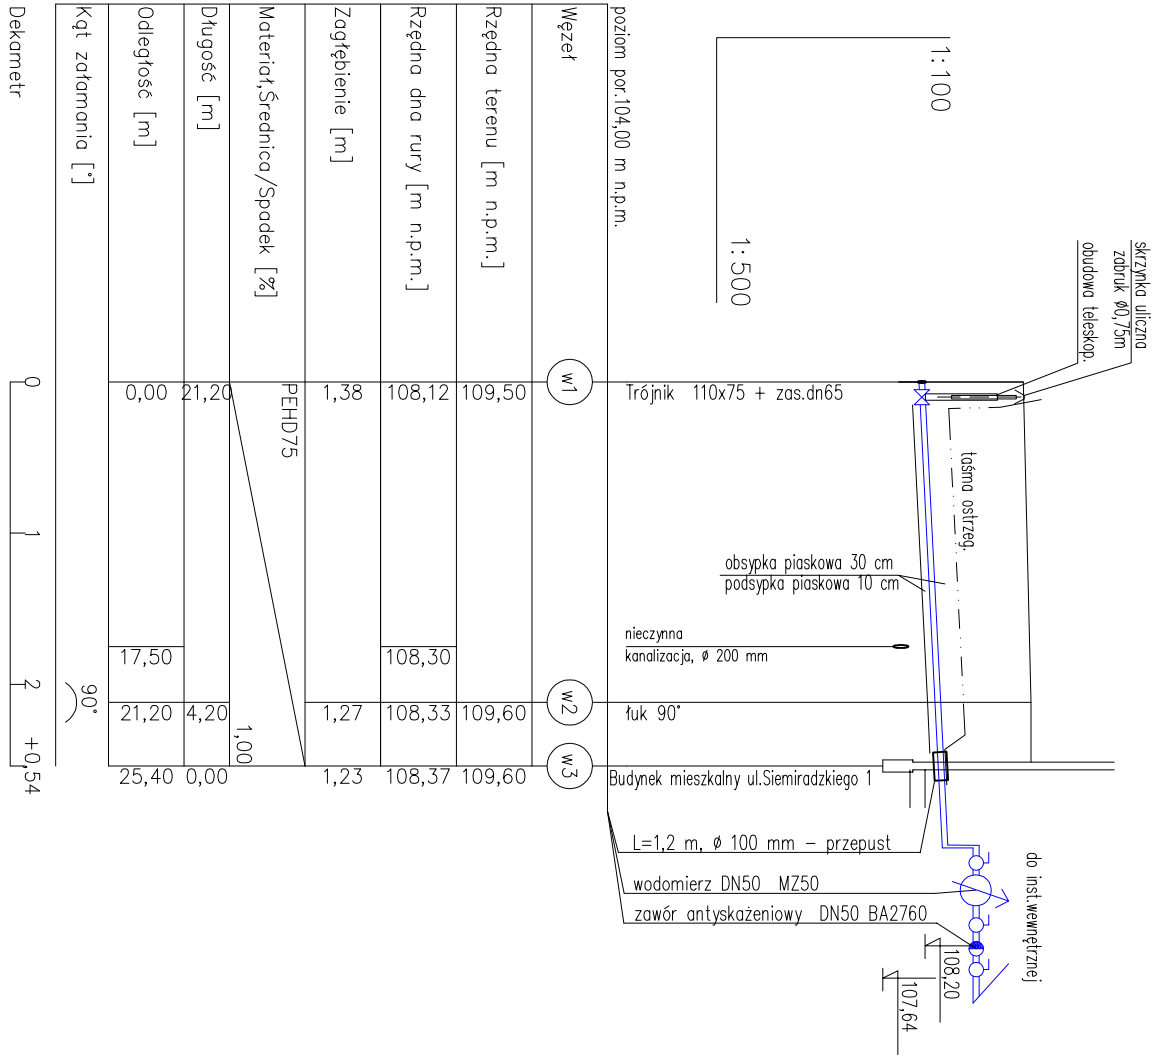 1:100
1:500
skrzynka uliczna
zabruk Ø0,75m
obudowa teleskop.
taśma ostrzeg.
obsypka piaskowa 30 cm
podsypka piaskowa 10 cm
nieczynna
kanalizacja, ø 200 mm
Trójnik 110x75 + zas.dn65
łuk 90°
Budynek mieszkalny ul.Siemiradzkiego 1
L=1,2 m, ø 100 mm – przepust
wodomierz DN50 MZ50
zawór antyskażeniowy DN50 BA2760
do inst.wewnętrznej
108,20
107,64
poziom por.104,00 m n.p.m.
Węzeł
w1
w2
w3
Rzędna terenu [m n.p.m.]
109,50
109,60
109,60
Rzędna dna rury [m n.p.m.]
108,12
108,30
108,33
108,37
Zagłębienie [m]
1,38
1,27
1,23
Materiał,Średnica/Spadek [%]
PEHD75
1,00
Długość [m]
21,20
4,20
0,00
Odległość [m]
0,00
17,50
21,20
25,40
Kąt załamania [°]
90°
Dekametr
0
1
2
+0,54